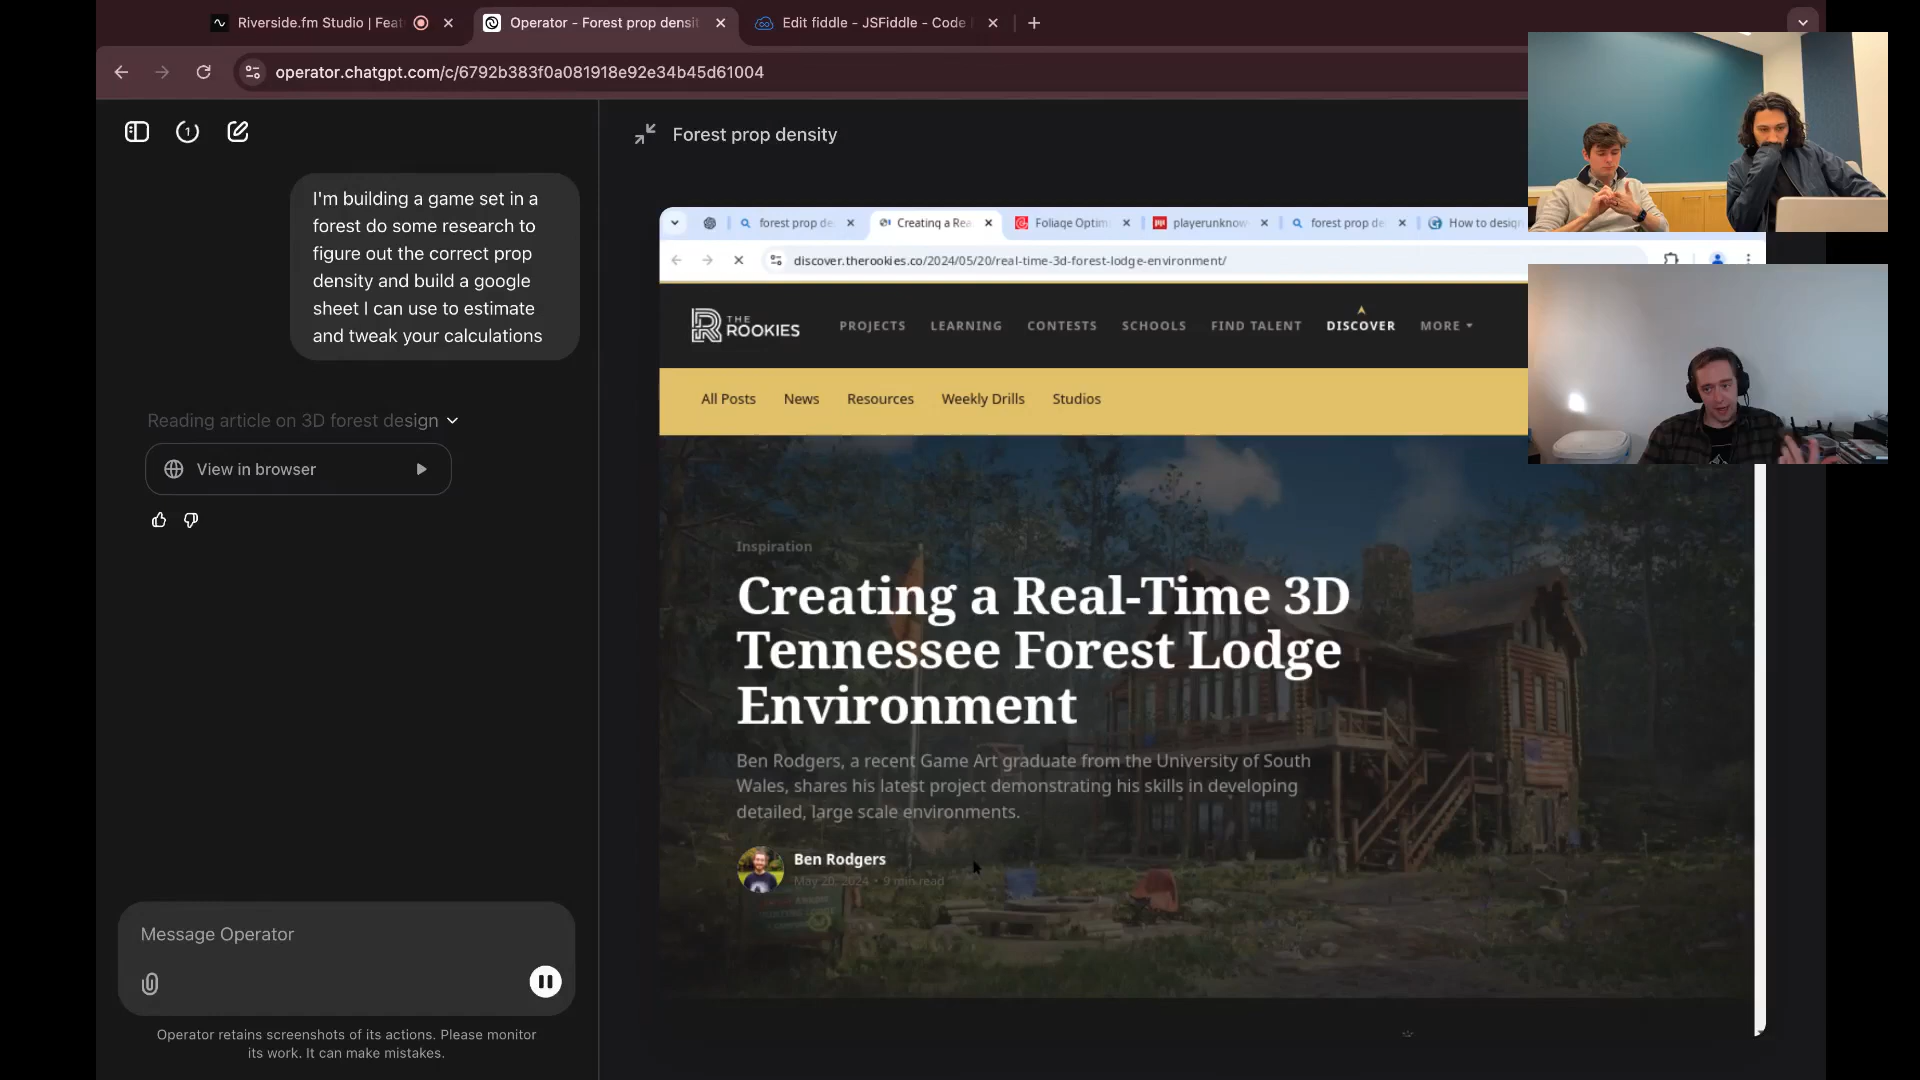 Riverside.fm Studio | Feat
Operator - Forest prop densit
Edit fiddle - JSFiddle - Code
operator.chatgpt.com/c/6792b383f0a081918e92e34b45d61004
1
I'm building a game set in a
forest do some research to
figure out the correct prop
density and build a google
sheet I can use to estimate
and tweak your calculations
Reading article on 3D forest design
View in browser
Message Operator
Operator retains screenshots of its actions. Please monitor
its work. It can make mistakes.
Forest prop density
forest prop de
Creating a Rea
Foliage Optim
playerunknow
forest prop de
How to design
discover.therookies.co/2024/05/20/real-time-3d-forest-lodge-environment/
THE
ROOKIES
PROJECTS
LEARNING
CONTESTS
SCHOOLS
FIND TALENT
DISCOVER
MORE
All Posts
News
Resources
Weekly Drills
Studios
Inspiration
Creating a Real-Time 3D
Tennessee Forest Lodge
Environment
Ben Rodgers, a recent Game Art graduate from the University of South
Wales, shares his latest project demonstrating his skills in developing
detailed, large scale environments.
Ben Rodgers
May 20, 2024 • 9 min read